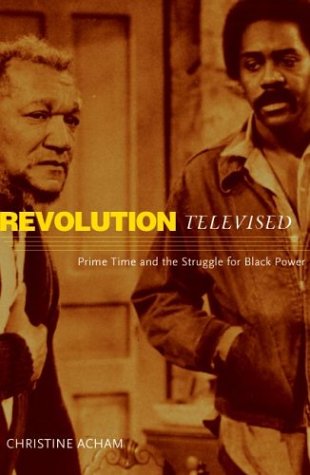 REVOLUTION TELEVISED
Prime Time and the Struggle for Black Power
CHRISTINE ACHAM